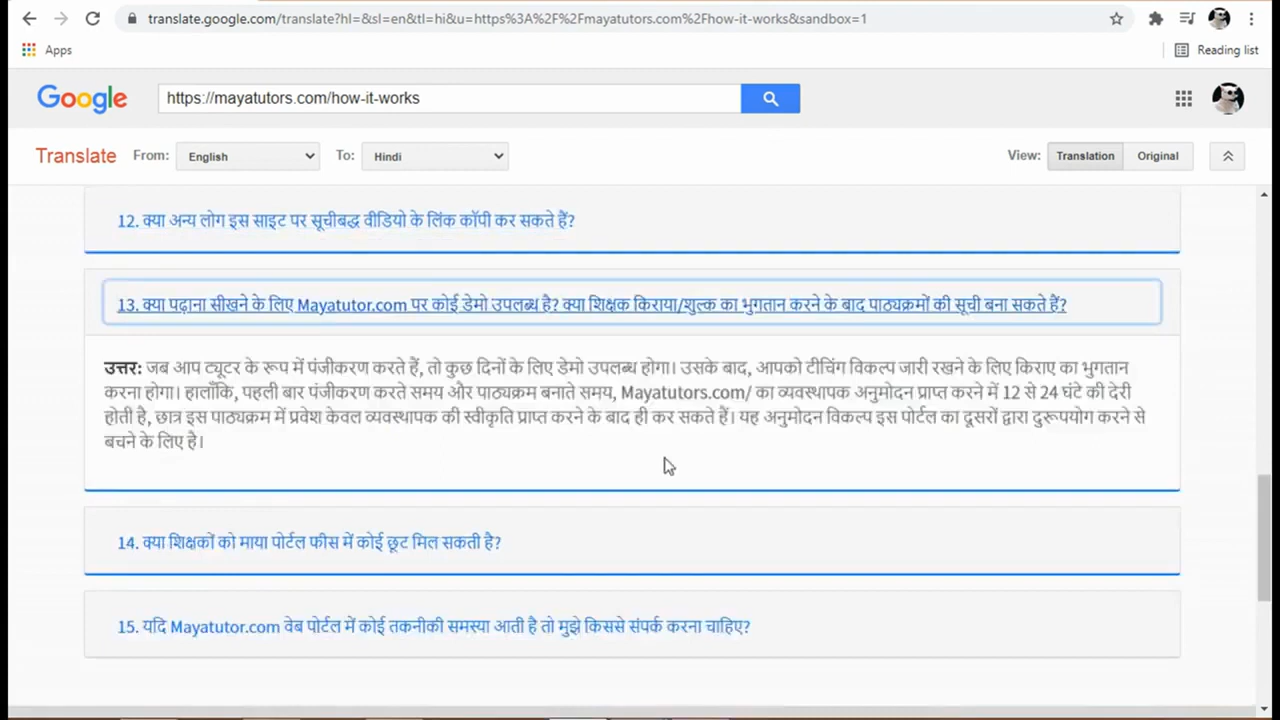 translate.google.com/translate?hl=&sl=en&tl=hi&u=https%3A%2F%2Fmayatutors.com%2Fhow-it-works&sandbox=1
Apps
Reading list
Google
https://mayatutors.com/how-it-works
Translate From: English To: Hindi View: Translation Original
12. क्या अन्य लोग इस साइट पर सूचीबद्ध वीडियो के लिंक कॉपी कर सकते हैं?
13. क्या पढ़ाना सीखने के लिए Mayatutor.com पर कोई डेमो उपलब्ध है? क्या शिक्षक किराया/शुल्क का भुगतान करने के बाद पाठ्यक्रमों की सूची बना सकते हैं?
उत्तर: जब आप ट्यूटर के रूप में पंजीकरण करते हैं, तो कुछ दिनों के लिए डेमो उपलब्ध होगा। उसके बाद, आपको टीचिंग विकल्प जारी रखने के लिए किराए का भुगतान
करना होगा। हालाँकि, पहली बार पंजीकरण करते समय और पाठ्यक्रम बनाते समय, Mayatutors.com/ का व्यवस्थापक अनुमोदन प्राप्त करने में 12 से 24 घंटे की देरी
होती है, छात्र इस पाठ्यक्रम में प्रवेश केवल व्यवस्थापक की स्वीकृति प्राप्त करने के बाद ही कर सकते हैं। यह अनुमोदन विकल्प इस पोर्टल का दूसरों द्वारा दुरूपयोग करने से
बचने के लिए है।
14. क्या शिक्षकों को माया पोर्टल फीस में कोई छूट मिल सकती है?
15. यदि Mayatutor.com वेब पोर्टल में कोई तकनीकी समस्या आती है तो मुझे किससे संपर्क करना चाहिए?